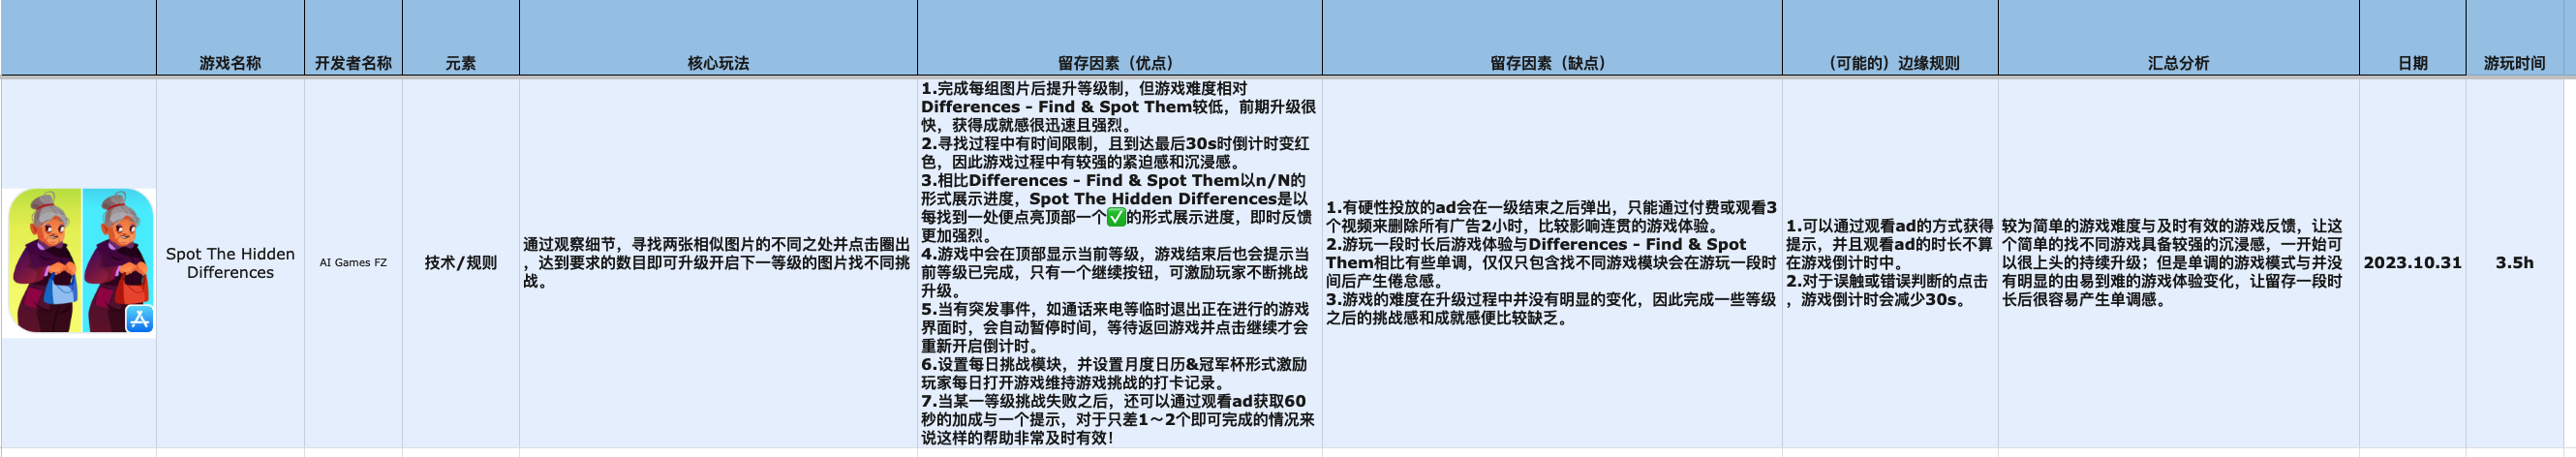 游戏名称
开发者名称
元素
核心玩法
留存因素（优点）
留存因素（缺点）
（可能的）边缘规则
汇总分析
日期
游玩时间
Spot The Hidden
Differences
AI Games FZ
技术/规则
通过观察细节，寻找两张相似图片的不同之处并点击圈出
，达到要求的数目即可升级开启下一等级的图片找不同挑
战。
1.完成每组图片后提升等级制，但游戏难度相对
Differences - Find & Spot Them较低，前期升级很
快，获得成就感很迅速且强烈。
2.寻找过程中有时间限制，且到达最后30s时倒计时变红
色，因此游戏过程中有较强的紧迫感和沉浸感。
3.相比Differences - Find & Spot Them以n/N的
形式展示进度，Spot The Hidden Differences是以
每找到一处便点亮顶部一个✅的形式展示进度，即时反馈
更加强烈。
4.游戏中会在顶部显示当前等级，游戏结束后也会提示当
前等级已完成，只有一个继续按钮，可激励玩家不断挑战
升级。
5.当有突发事件，如通话来电等临时退出正在进行的游戏
界面时，会自动暂停时间，等待返回游戏并点击继续才会
重新开启倒计时。
6.设置每日挑战模块，并设置月度日历&冠军杯形式激励
玩家每日打开游戏维持游戏挑战的打卡记录。
7.当某一等级挑战失败之后，还可以通过观看ad获取60
秒的加成与一个提示，对于只差1～2个即可完成的情况来
说这样的帮助非常及时有效！
1.有硬性投放的ad会在一级结束之后弹出，只能通过付费或观看3
个视频来删除所有广告2小时，比较影响连贯的游戏体验。
2.游玩一段时长后游戏体验与Differences - Find & Spot
Them相比有些单调，仅仅只包含找不同游戏模块会在游玩一段时
间后产生倦怠感。
3.游戏的难度在升级过程中并没有明显的变化，因此完成一些等级
之后的挑战感和成就感便比较缺乏。
1.可以通过观看ad的方式获得
提示，并且观看ad的时长不算
在游戏倒计时中。
2.对于误触或错误判断的点击
，游戏倒计时会减少30s。
较为简单的游戏难度与及时有效的游戏反馈，让这
个简单的找不同游戏具备较强的沉浸感，一开始可
以很上头的持续升级；但是单调的游戏模式与并没
有明显的由易到难的游戏体验变化，让留存一段时
长后很容易产生单调感。
2023.10.31
3.5h